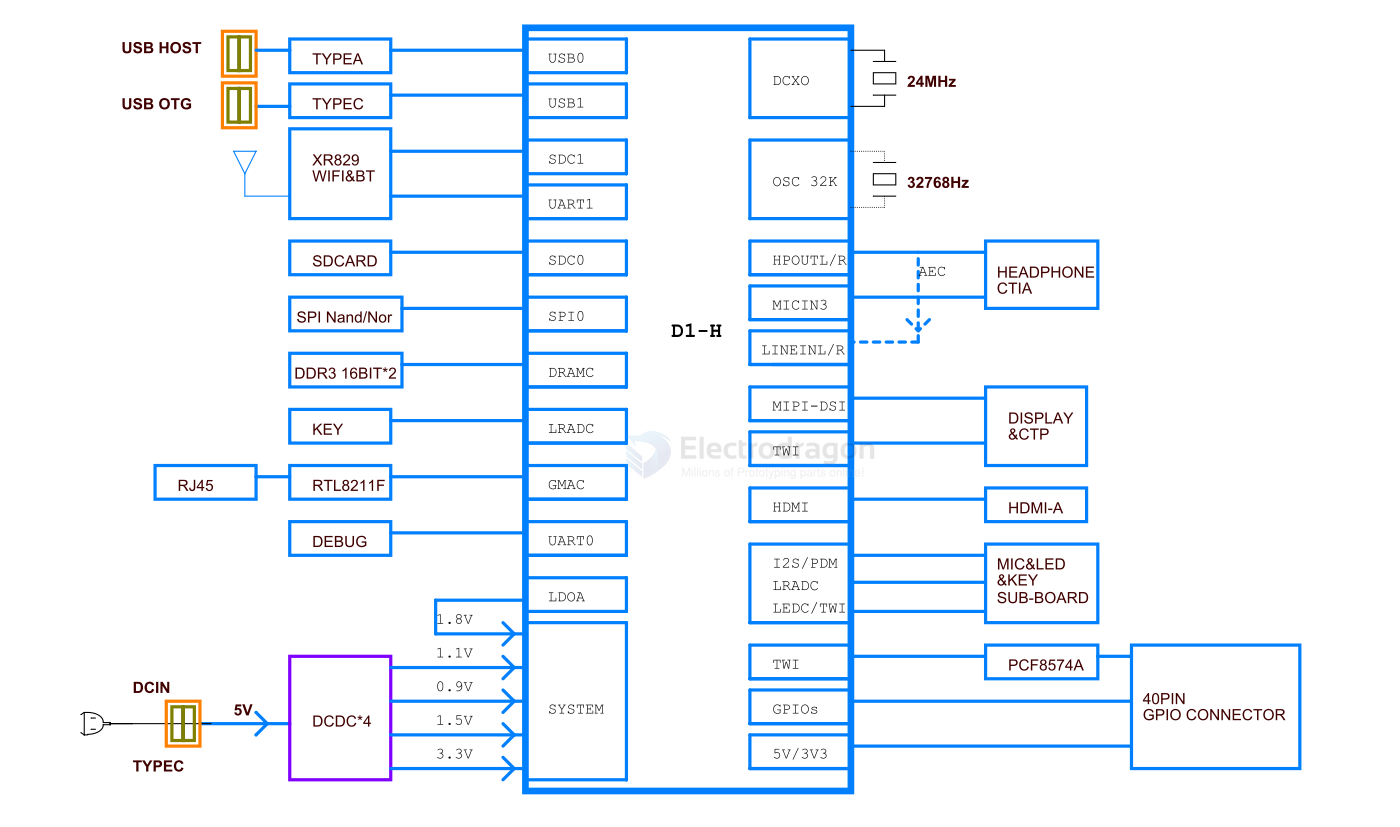 USB HOST
TYPEA
USB0
USB OTG
TYPEC
USB1
XR829
WIFI&BT
SDC1
UART1
SDCARD
SDC0
SPI Nand/Nor
SPI0
DDR3 16BIT*2
DRAMC
KEY
LRADC
RJ45
RTL8211F
GMAC
DEBUG
UART0
LDOA
1.8V
1.1V
0.9V
1.5V
3.3V
SYSTEM
DCIN
5V
TYPEC
DCDC*4
D1-H
Electrodragon
Millions of Prototyping parts online!
DCXO
24MHz
OSC 32K
32768Hz
HPOUTL/R
AEC
HEADPHONE
CTIA
MICIN3
LINEINL/R
MIPI-DSI
DISPLAY
&CTP
TWI
HDMI
HDMI-A
I2S/PDM
LRADC
LEDC/TWI
MIC&LED
&KEY
SUB-BOARD
TWI
PCF8574A
GPIOs
5V/3V3
40PIN
GPIO CONNECTOR